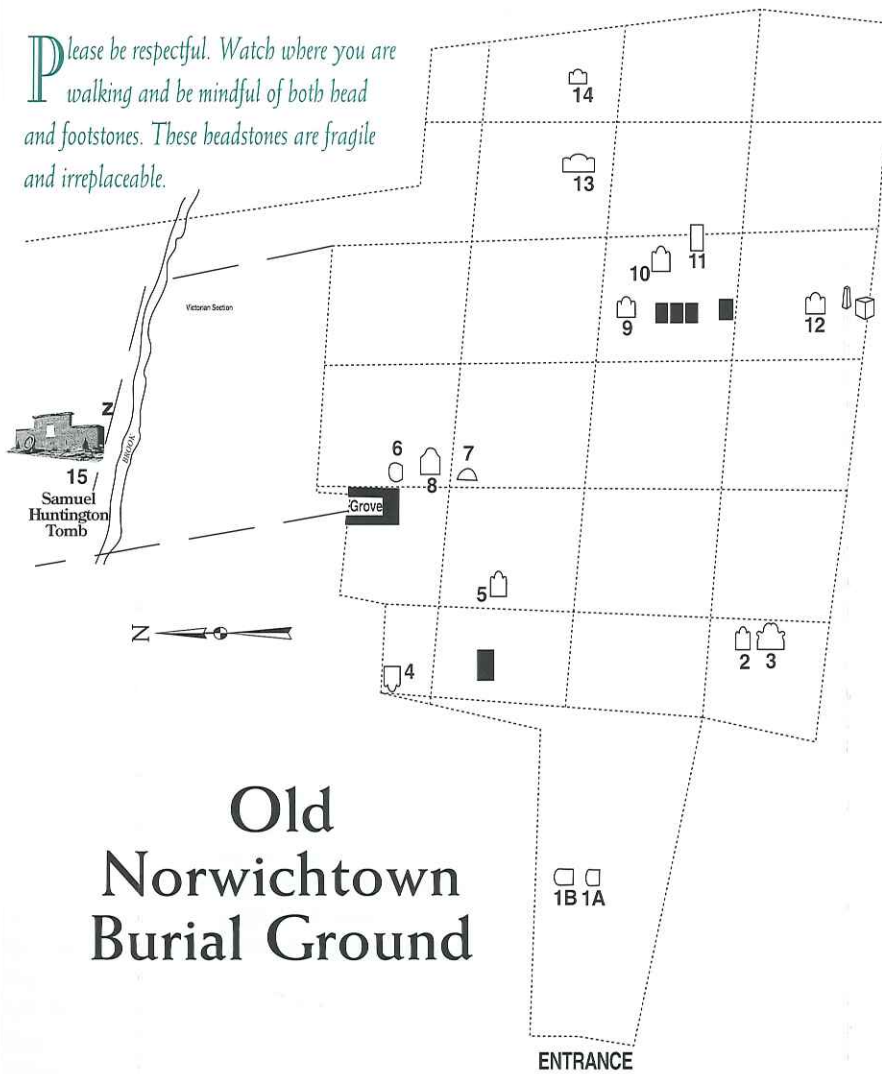 Please be respectful. Watch where you are
walking and be mindful of both head
and footstones. These headstones are fragile
and irreplaceable.
14
13
11
10
9
12
Victorian Section
Z
BROOK
15
Samuel
Huntington
Tomb
6
8
7
Grove
5
N
4
2
3
Old
Norwichtown
Burial Ground
1B 1A
ENTRANCE